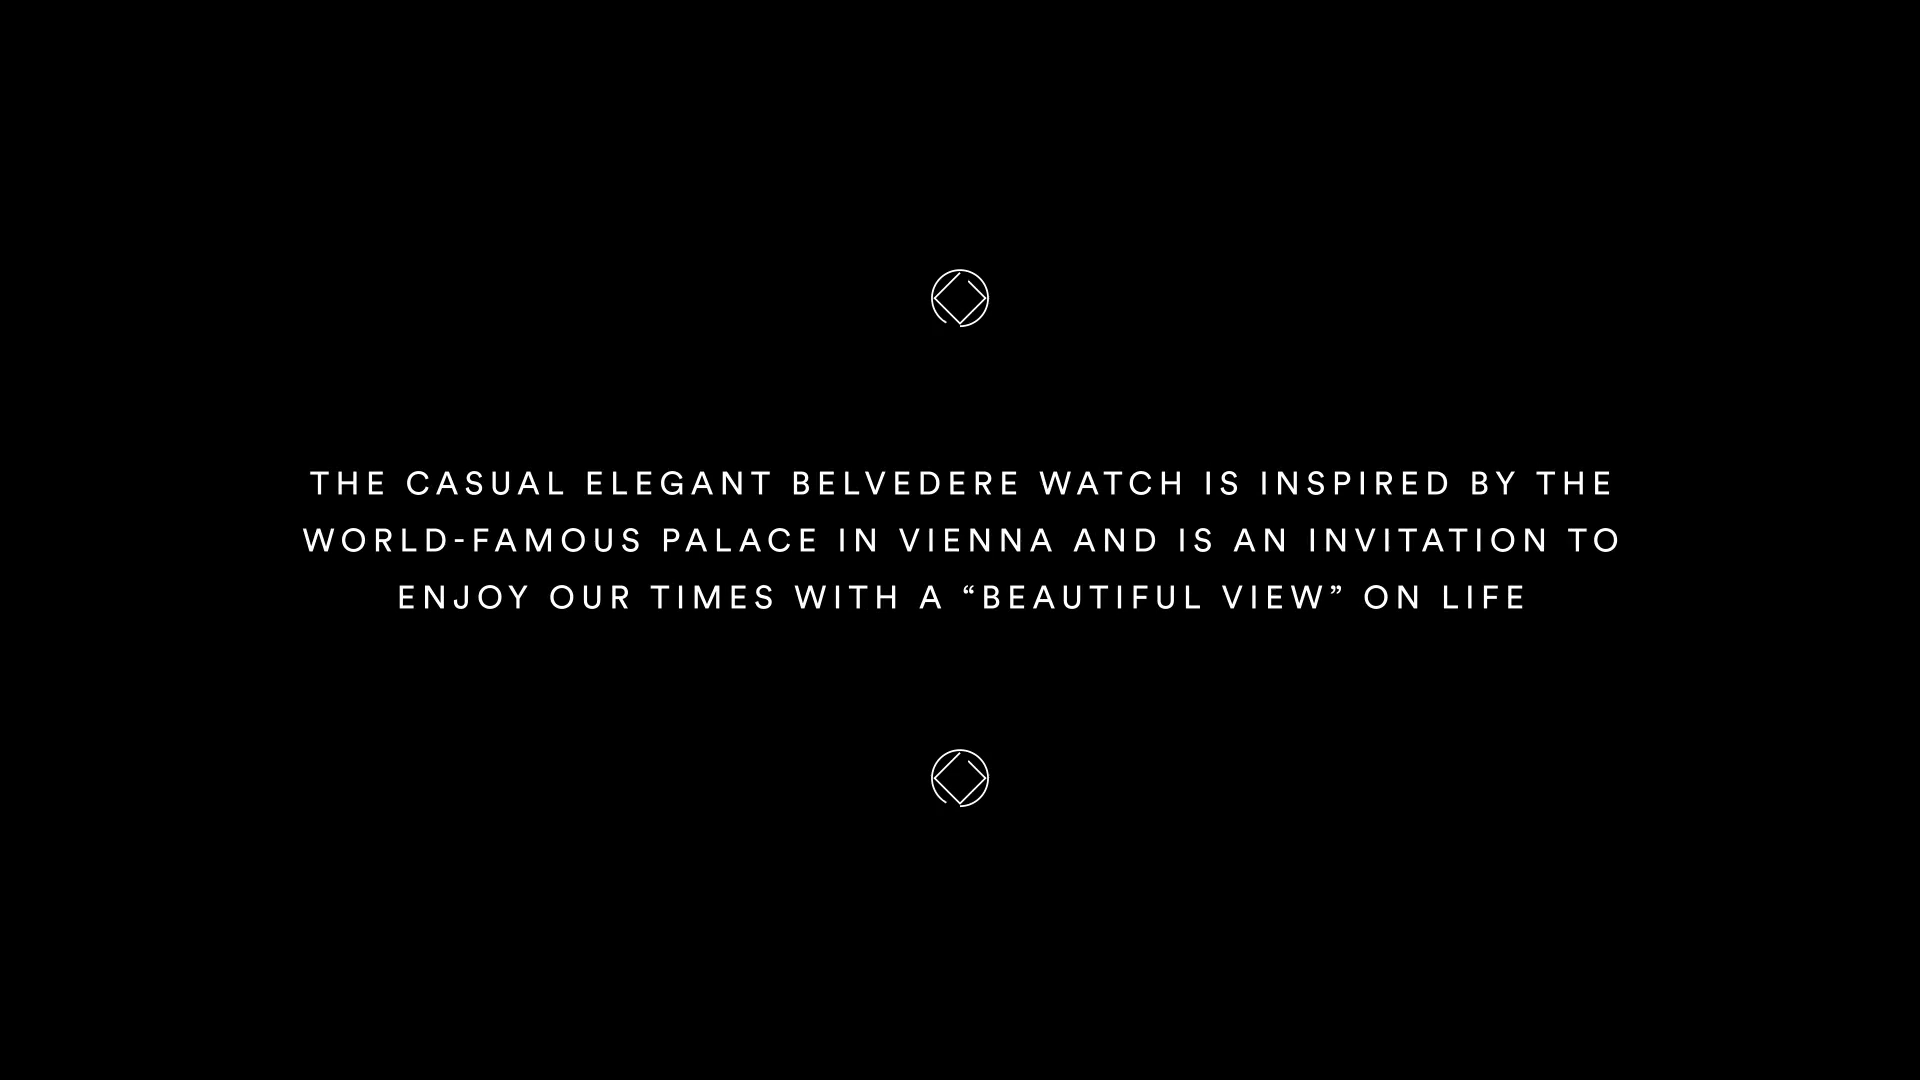 THE CASUAL ELEGANT BELVEDERE WATCH IS INSPIRED BY THE
WORLD-FAMOUS PALACE IN VIENNA AND IS AN INVITATION TO
ENJOY OUR TIMES WITH A “BEAUTIFUL VIEW” ON LIFE